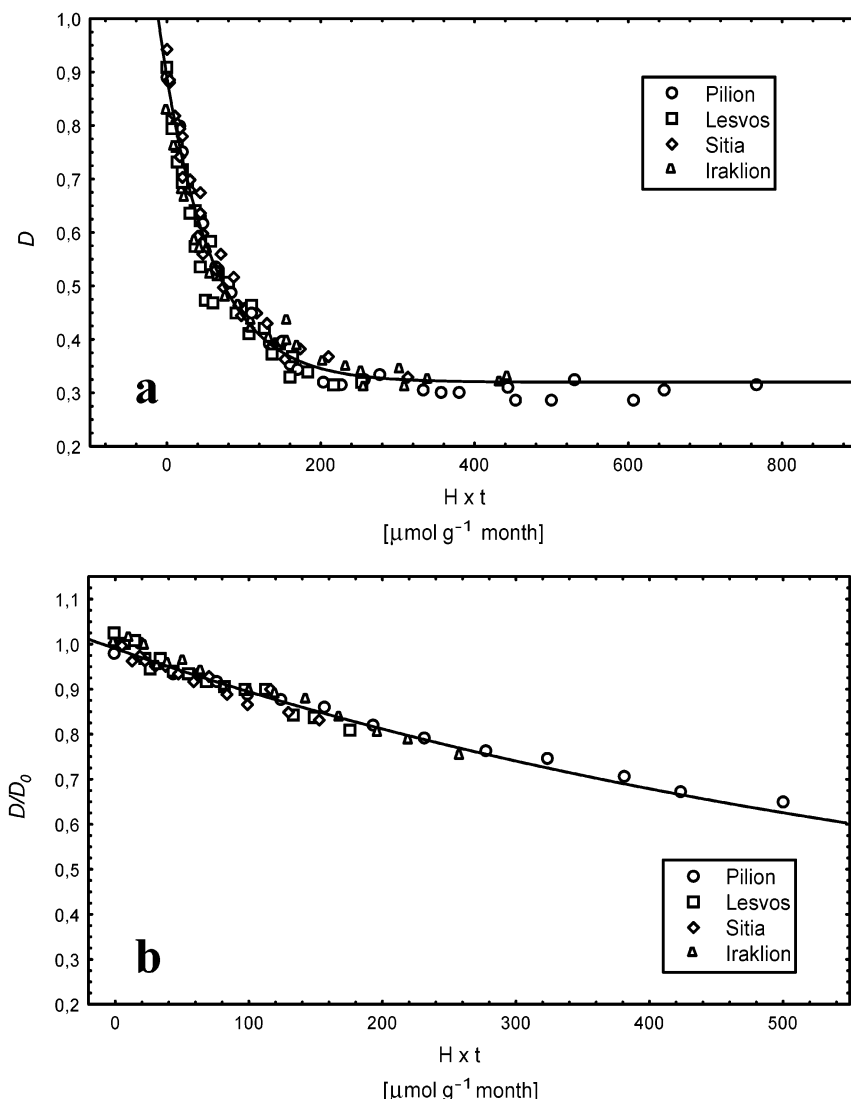 1,0
0,9
0,8
0,7
0,6
0,5
0,4
0,3
0,2
D
Pilion
Lesvos
Sitia
Iraklion
a
0 200 400 600 800
H x t
[μmol g⁻¹ month]
1,1
1,0
0,9
0,8
0,7
0,6
0,5
0,4
0,3
0,2
D/D₀
Pilion
Lesvos
Sitia
Iraklion
b
0 100 200 300 400 500
H x t
[μmol g⁻¹ month]